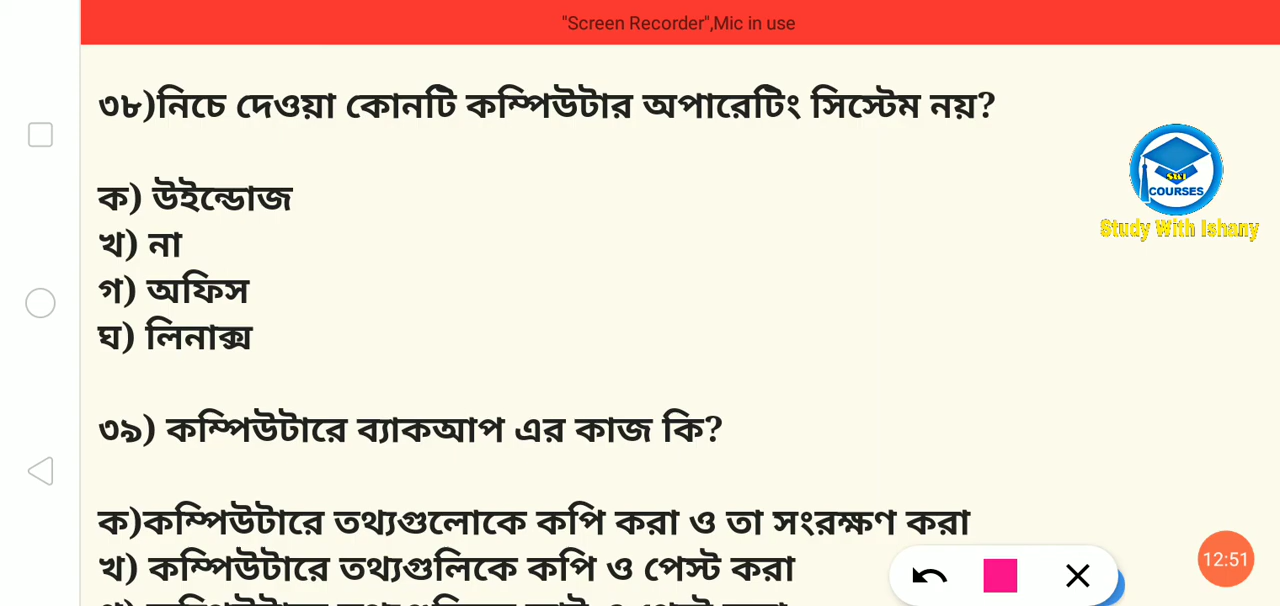 "Screen Recorder",Mic in use
৩৮)নিচে দেওয়া কোনটি কম্পিউটার অপারেটিং সিস্টেম নয়?
ক) উইন্ডোজ
খ) না
গ) অফিস
ঘ) লিনাক্স
SWI
COURSES
Study With Ishany
৩৯) কম্পিউটারে ব্যাকআপ এর কাজ কি?
ক)কম্পিউটারে তথ্যগুলোকে কপি করা ও তা সংরক্ষণ করা
খ) কম্পিউটারে তথ্যগুলিকে কপি ও পেস্ট করা
12:51